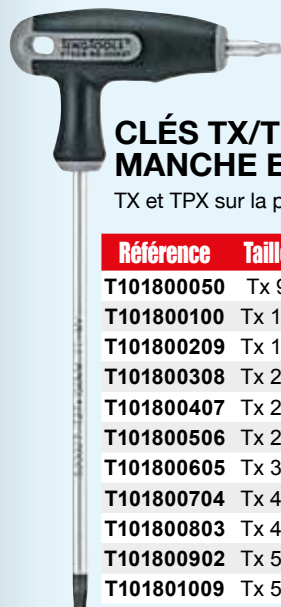 TENGTOOLS
CLÉS TX/T
MANCHE E
TX et TPX sur la p
Référence Taill
T101800050 Tx 9
T101800100 Tx 1
T101800209 Tx 1
T101800308 Tx 2
T101800407 Tx 2
T101800506 Tx 2
T101800605 Tx 3
T101800704 Tx 4
T101800803 Tx 4
T101800902 Tx 5
T101801009 Tx 5